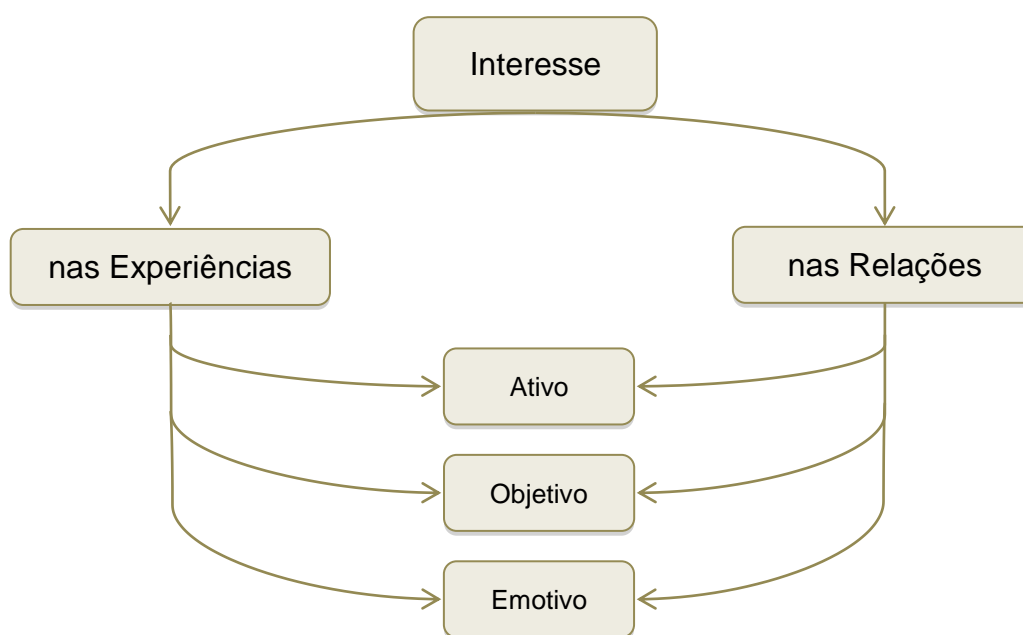 Interesse
nas Experiências
nas Relações
Ativo
Objetivo
Emotivo